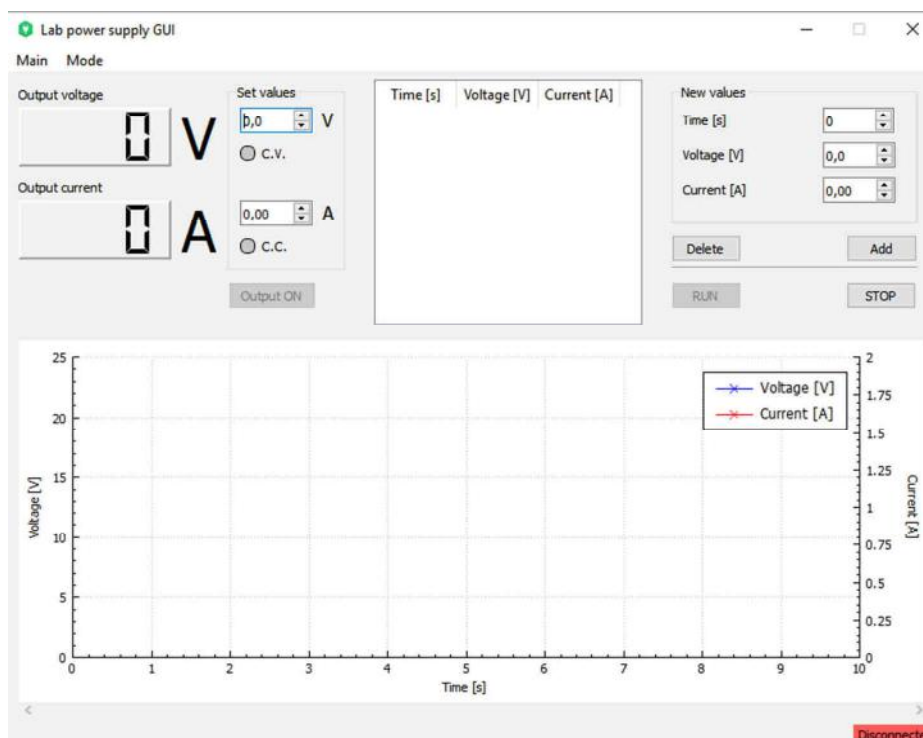 Lab power supply GUI
Main Mode
Output voltage
0 V
Output current
0 A
Set values
0,0 V
C.V.
0,00 A
C.C.
Output ON
Time [s] Voltage [V] Current [A]
New values
Time [s] 0
Voltage [V] 0,0
Current [A] 0,00
Delete Add
RUN STOP
Voltage [V]
25
20
15
10
5
0
Voltage [V]
Current [A]
2
1.75
1.5
1.25
1
0.75
0.5
0.25
0
Current [A]
0 1 2 3 4 5 6 7 8 9 10
Time [s]